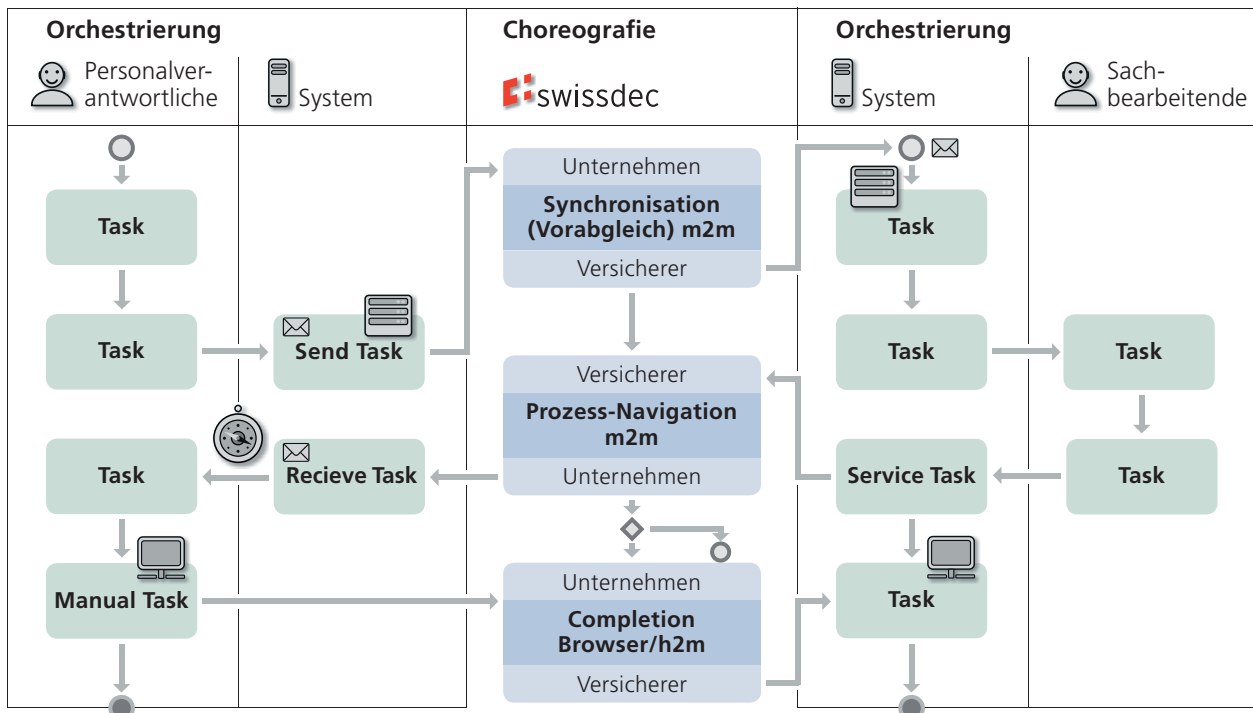 Orchestrierung
Choreografie
Orchestrierung
Personalver-
antwortliche
System
swissdec
System
Sach-
bearbeitende
Unternehmen
Synchronisation
(Vorabgleich) m2m
Versicherer
Task
Task
Task
Send Task
Task
Task
Versicherer
Prozess-Navigation
m2m
Unternehmen
Task
Recieve Task
Service Task
Task
Unternehmen
Completion
Browser/h2m
Versicherer
Manual Task
Task